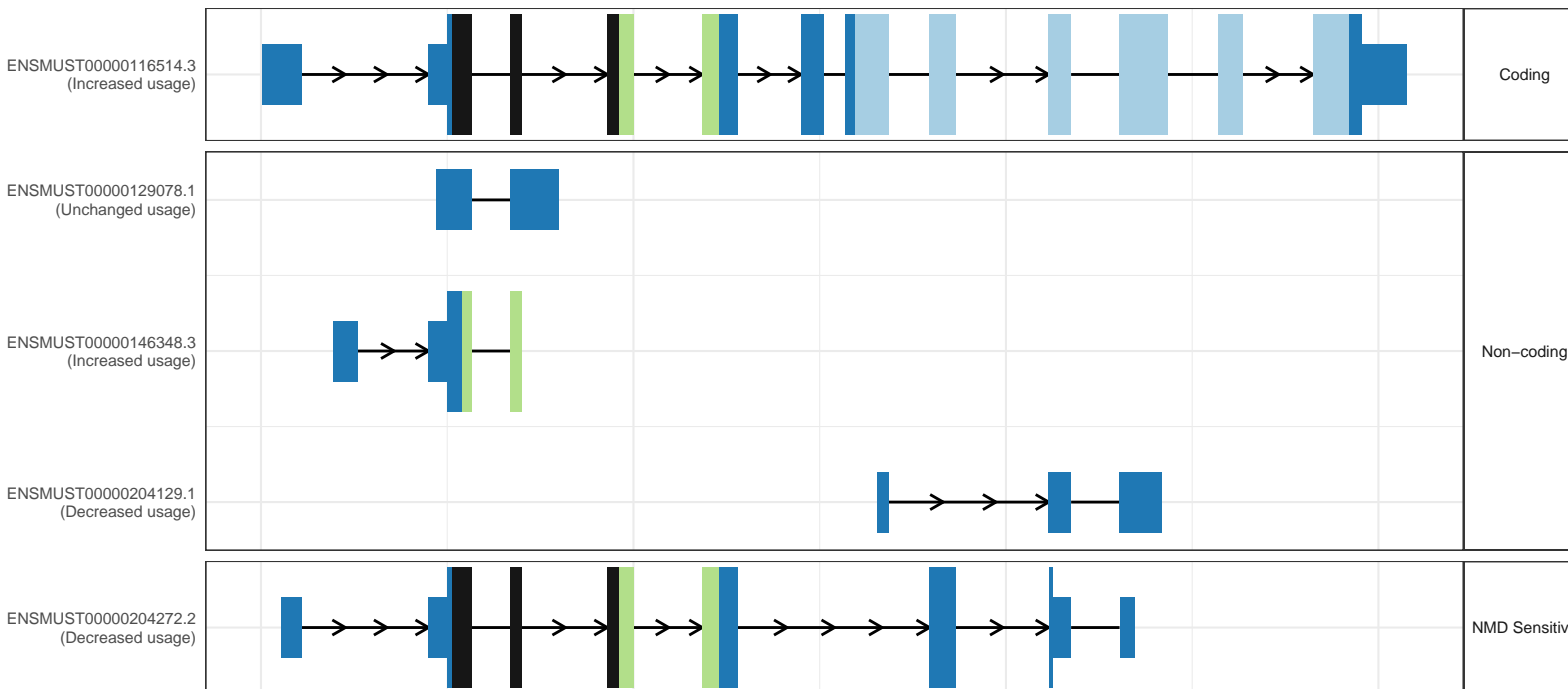 ENSMUST00000116514.3
(Increased usage)
Coding
ENSMUST00000129078.1
(Unchanged usage)
ENSMUST00000146348.3
(Increased usage)
Non−coding
ENSMUST00000204129.1
(Decreased usage)
ENSMUST00000204272.2
(Decreased usage)
NMD Sensitiv